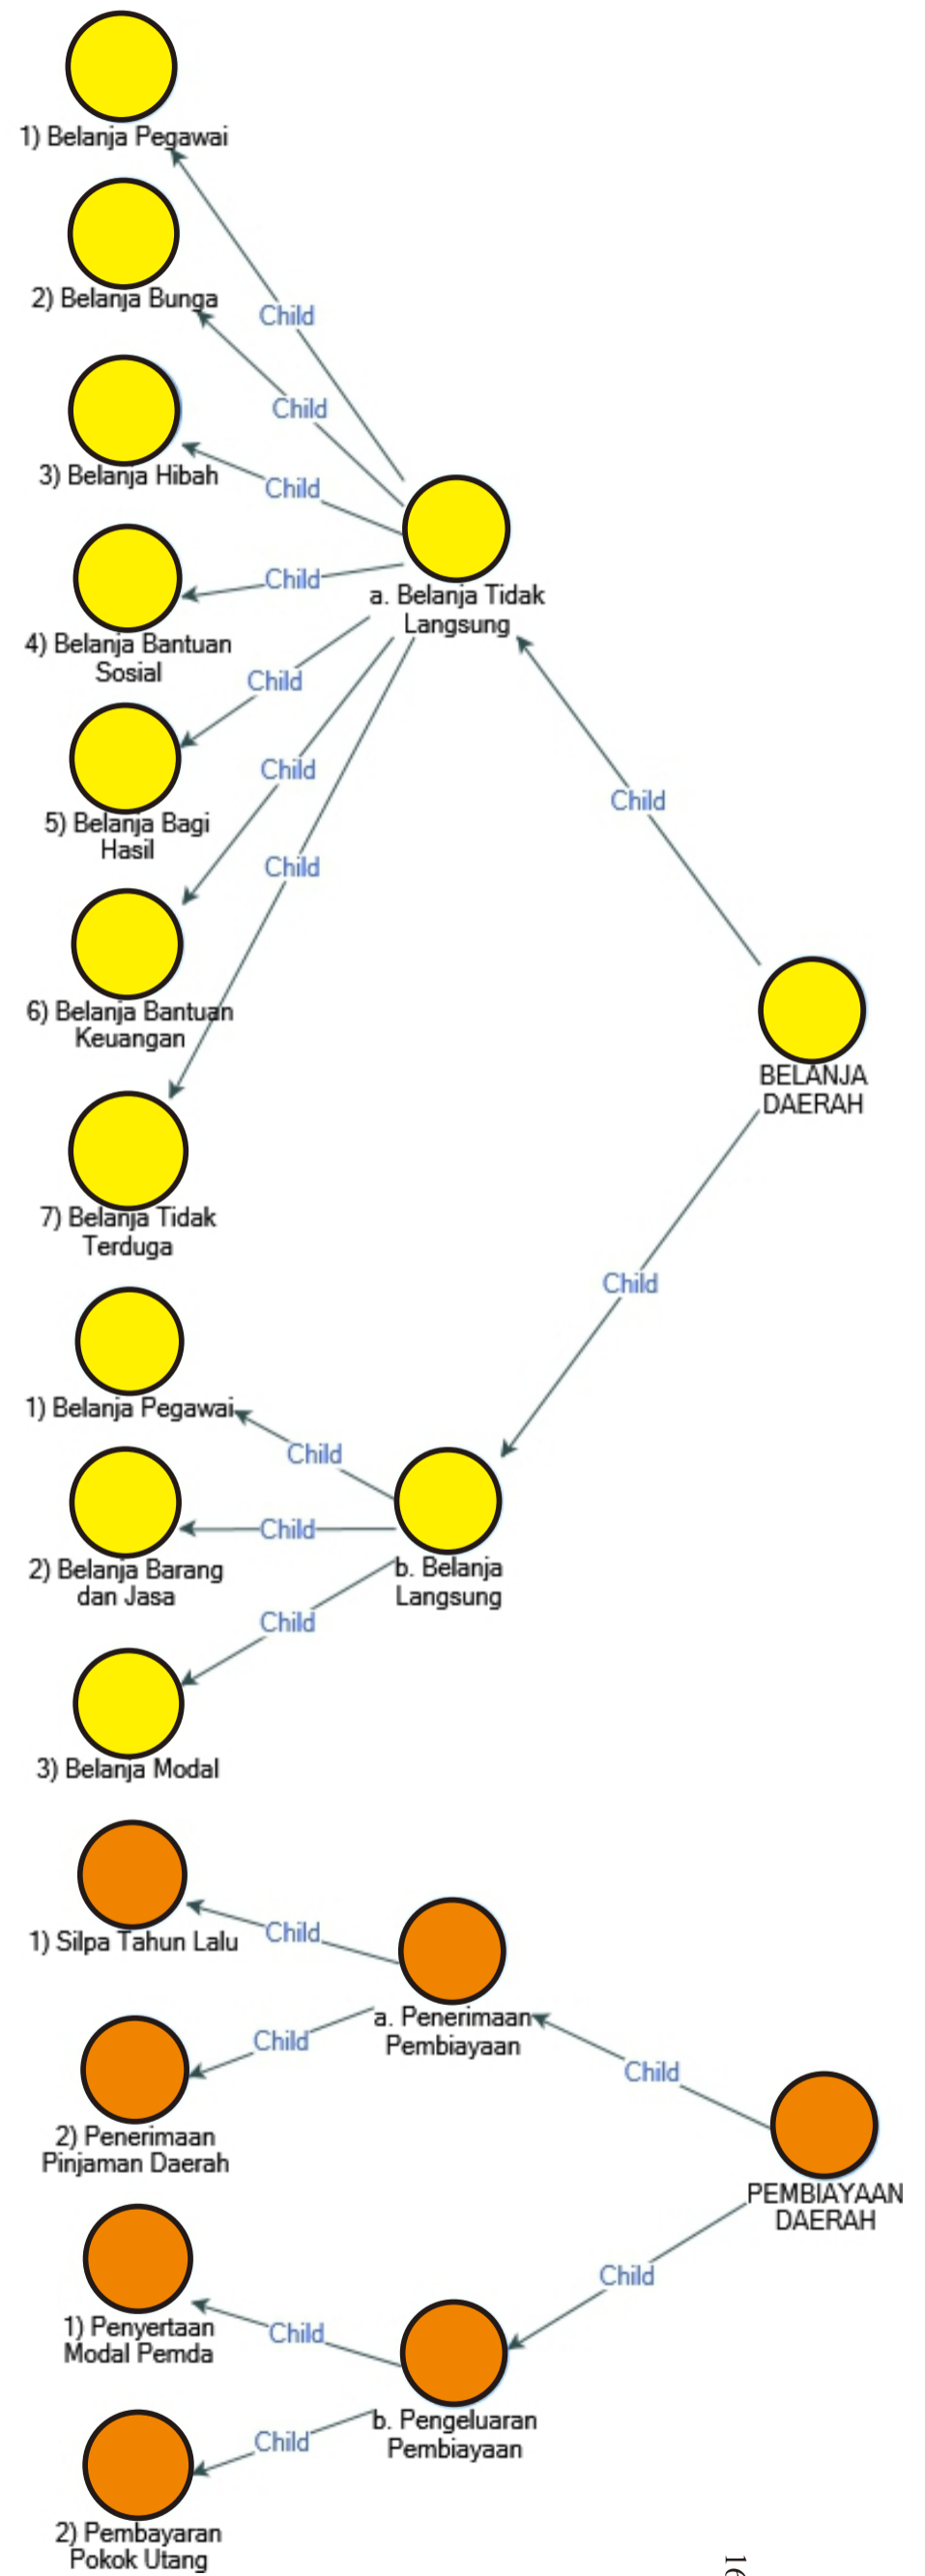 1) Belanja Pegawai
2) Belanja Bunga
Child
Child
3) Belanja Hibah
Child
Child
a. Belanja Tidak
Langsung
4) Belanja Bantuan
Sosial
Child
Child
5) Belanja Bagi
Hasil
Child
Child
6) Belanja Bantuan
Keuangan
BELANJA
DAERAH
7) Belanja Tidak
Terduga
Child
1) Belanja Pegawai
Child
Child
2) Belanja Barang
dan Jasa
b. Belanja
Langsung
Child
3) Belanja Modal
1) Silpa Tahun Lalu
Child
a. Penerimaan
Pembiayaan
Child
Child
2) Penerimaan
Pinjaman Daerah
PEMBIAYAAN
DAERAH
Child
1) Penyertaan
Modal Pemda
Child
b. Pengeluaran
Pembiayaan
Child
2) Pembayaran
Pokok Utang